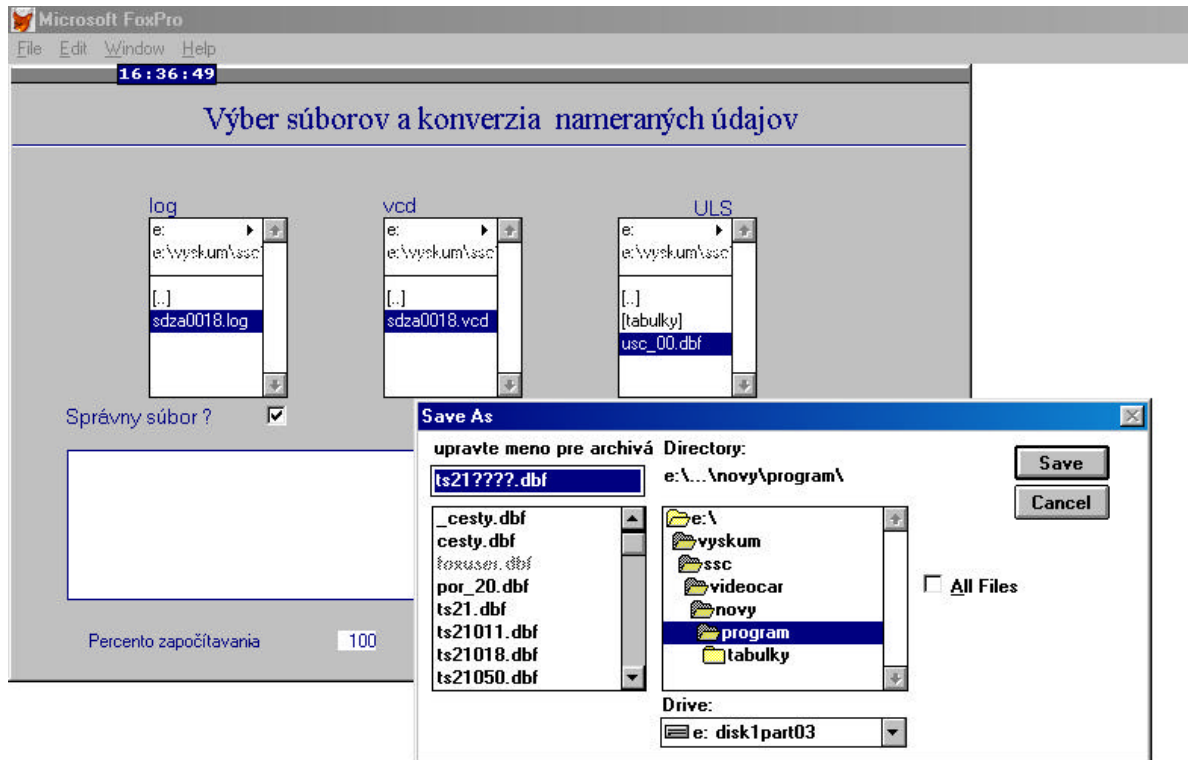 Microsoft FoxPro
File Edit Window Help
16:36:49
Výber súborov a konverzia nameraných údajov
log
vcd
ULS
e:
e:\vyskum\ssc
[..]
sdza0018.log
e:
e:\vyskum\ssc
[..]
sdza0018.vcd
e:
e:\vyskum\ssc
[..]
[tabulky]
usc_00.dbf
Správny súbor ?
Percento započítavania 100
Save As
upravte meno pre archivá
ts21????.dbf
_cesty.dbf
cesty.dbf
foxuser.dbf
por_20.dbf
ts21.dbf
ts21011.dbf
ts21018.dbf
ts21050.dbf
Directory:
e:\...\novy\program\
e:\
vyskum
ssc
videocar
novy
program
tabulky
Drive:
e: disk1part03
Save
Cancel
All Files